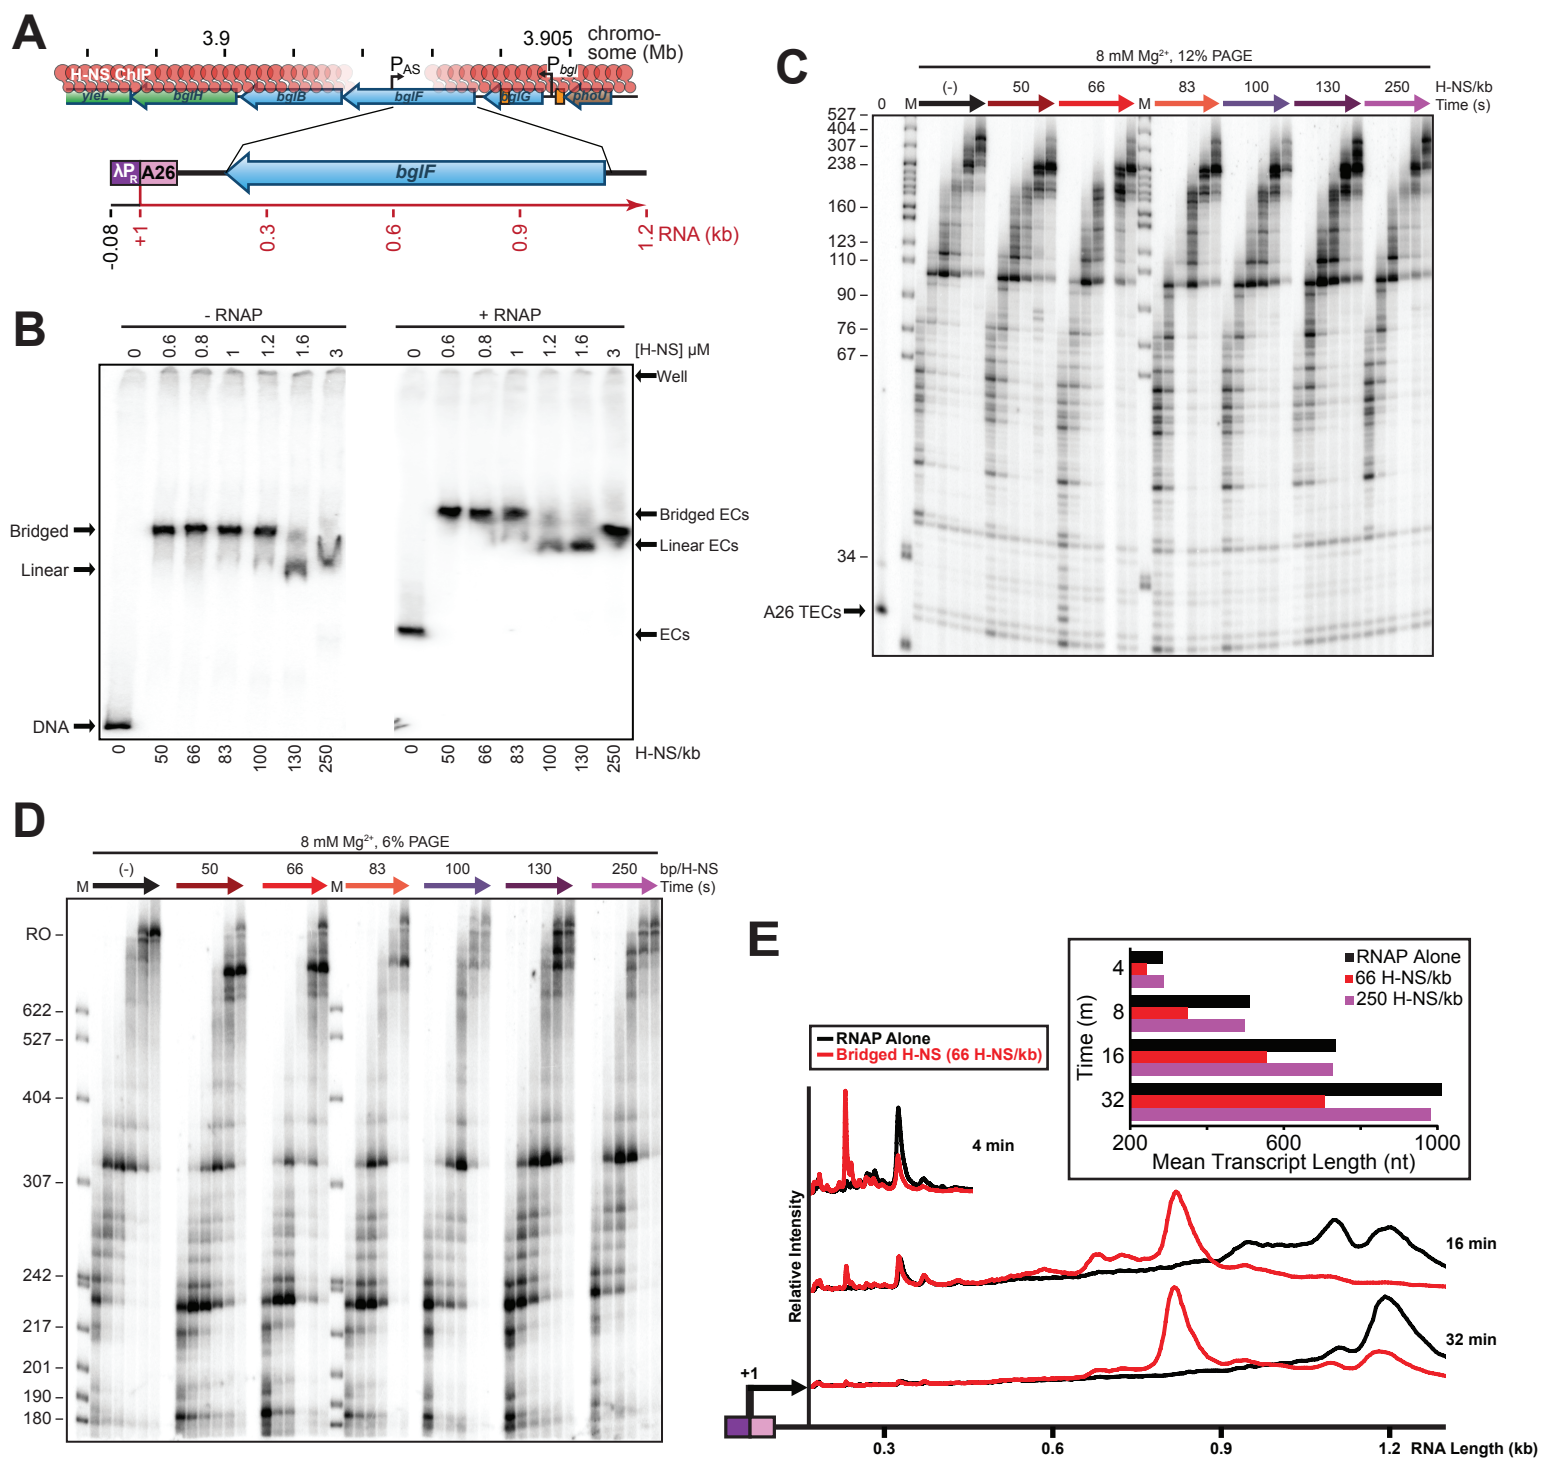 A
3.9
3.905
chromo-
some (Mb)
H-NS ChIP
PAS
Pbgl
yieL
bglH
bglB
bglF
bglG
phoU
λPR
A26
bglF
-0.08
+1
0.3
0.6
0.9
1.2
RNA (kb)
B
- RNAP
+ RNAP
0
0.6
0.8
1
1.2
1.6
3
0
0.6
0.8
1
1.2
1.6
3
[H-NS] µM
Well
Bridged
Linear
DNA
Bridged ECs
Linear ECs
ECs
0
50
66
83
100
130
250
0
50
66
83
100
130
250
H-NS/kb
C
8 mM Mg²⁺, 12% PAGE
0
M
(-)
50
66
M
83
100
130
250
H-NS/kb
Time (s)
527
404
307
238
160
123
110
90
76
67
34
A26 TECs
D
8 mM Mg²⁺, 6% PAGE
M
(-)
50
66
M
83
100
130
250
bp/H-NS
Time (s)
RO
622
527
404
307
242
217
201
190
180
E
RNAP Alone
Bridged H-NS (66 H-NS/kb)
RNAP Alone
66 H-NS/kb
250 H-NS/kb
Time (m)
4
8
16
32
200
600
1000
Mean Transcript Length (nt)
Relative Intensity
4 min
16 min
32 min
+1
0.3
0.6
0.9
1.2
RNA Length (kb)